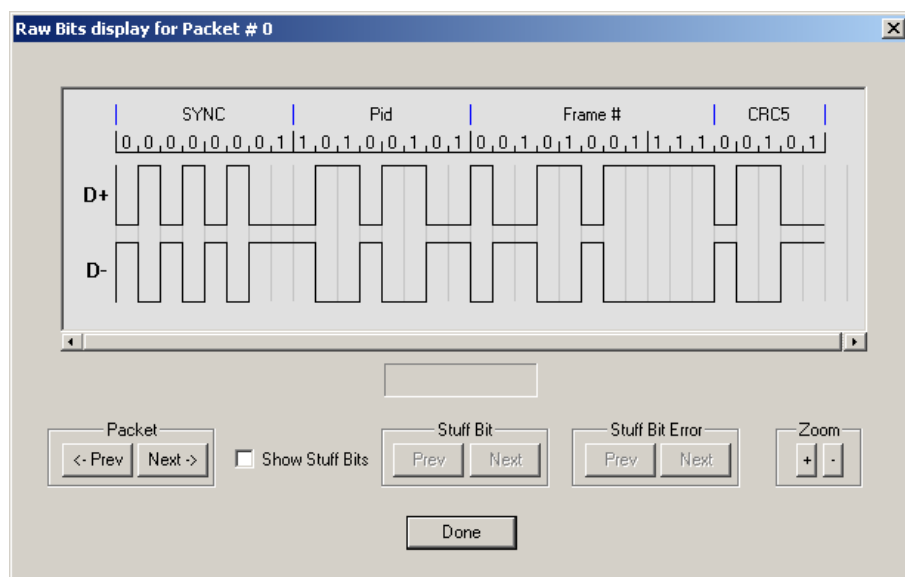 Raw Bits display for Packet # 0
SYNC Pid Frame # CRC5
0 0 0 0 0 0 0 1 1 0 1 0 0 1 0 1 0 0 1 0 1 0 0 1 1 1 1 0 0 1 0 1
D+
D-
Packet Stuff Bit Stuff Bit Error Zoom
<- Prev Next -> Show Stuff Bits Prev Next Prev Next + -
Done